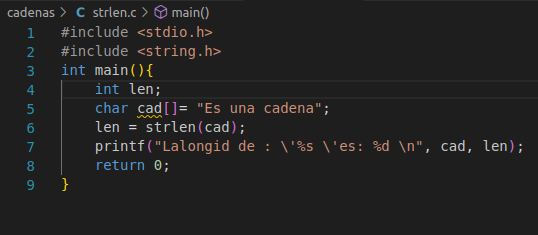 cadenas > C strlen.c > main()
1 #include <stdio.h>
2 #include <string.h>
3 int main(){
4 int len;
5 char cad[]= "Es una cadena";
6 len = strlen(cad);
7 printf("Lalongid de : \'%s \'es: %d \n", cad, len);
8 return 0;
9 }